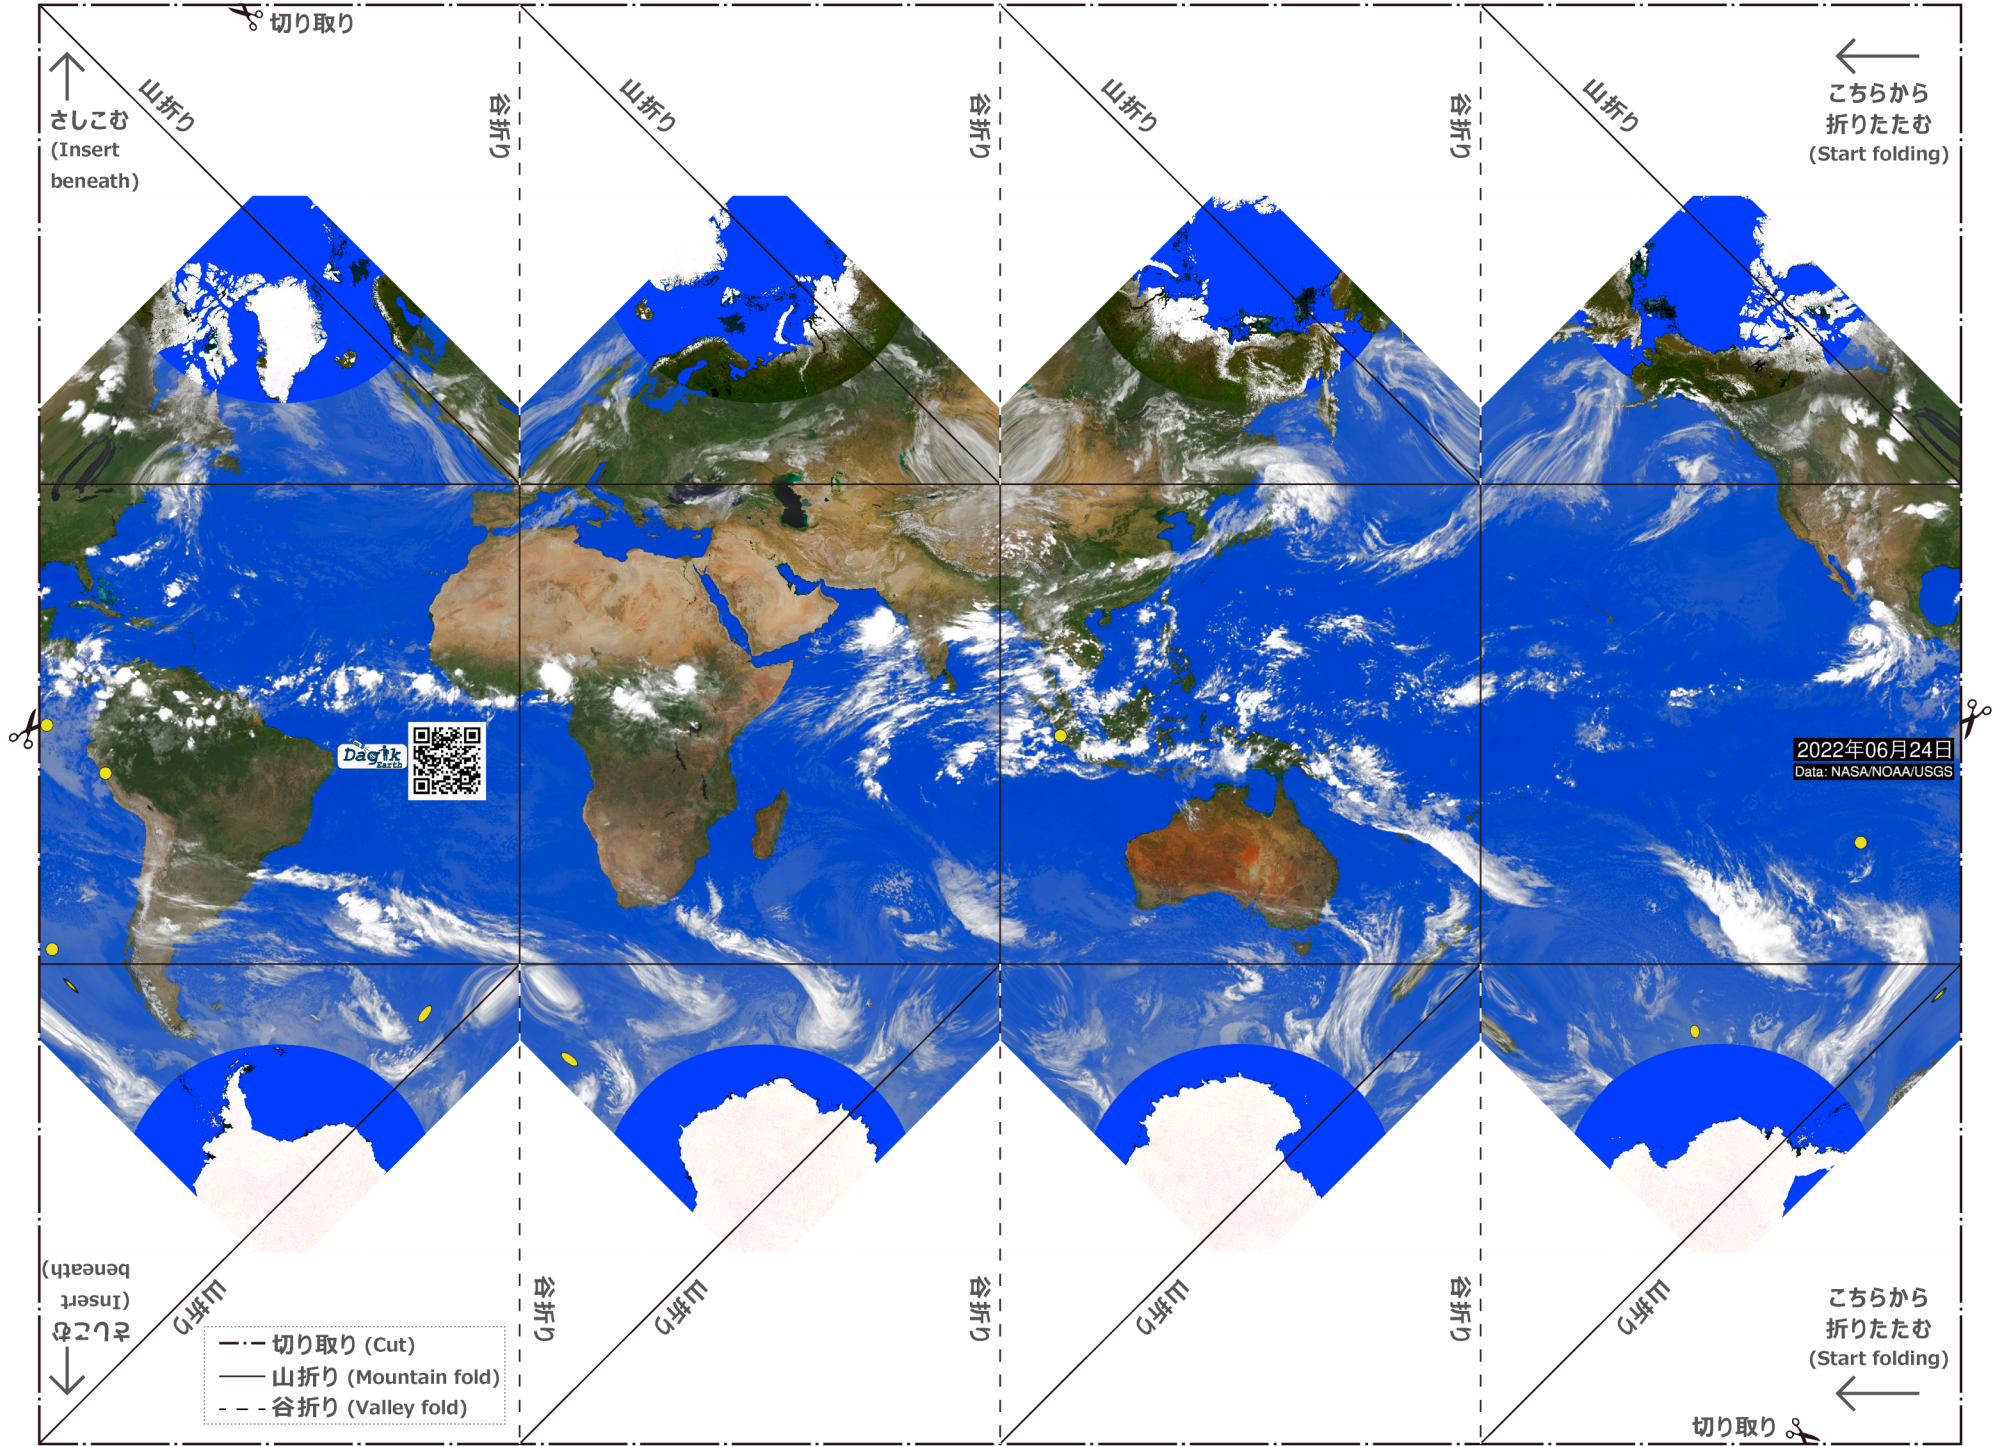 切り取り
さしこむ
(Insert
beneath)
山折り
谷折り
山折り
谷折り
山折り
谷折り
山折り
こちらから
折りたたむ
(Start folding)
Dagik
Earth
2022年06月24日
Data: NASA/NOAA/USGS
さしこむ
(Insert
beneath)
山折り
谷折り
山折り
谷折り
山折り
谷折り
山折り
こちらから
折りたたむ
(Start folding)
切り取り (Cut)
山折り (Mountain fold)
谷折り (Valley fold)
切り取り